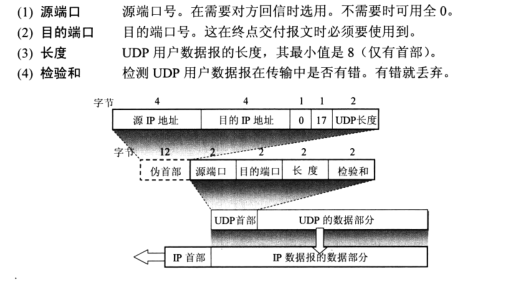 (1) 源端口 源端口号。在需要对方回信时选用。不需要时可用全 0。
(2) 目的端口 目的端口号。这在终点交付报文时必须要使用到。
(3) 长度 UDP 用户数据报的长度，其最小值是 8（仅有首部）。
(4) 检验和 检测 UDP 用户数据报在传输中是否有错。有错就丢弃。
字节 4 4 1 1 2
源 IP 地址 目的 IP 地址 0 17 UDP长度
字节 12 2 2 2 2
伪首部 源端口 目的端口 长 度 检验和
UDP首部 UDP 的数据部分
IP 首部 IP 数据报的数据部分